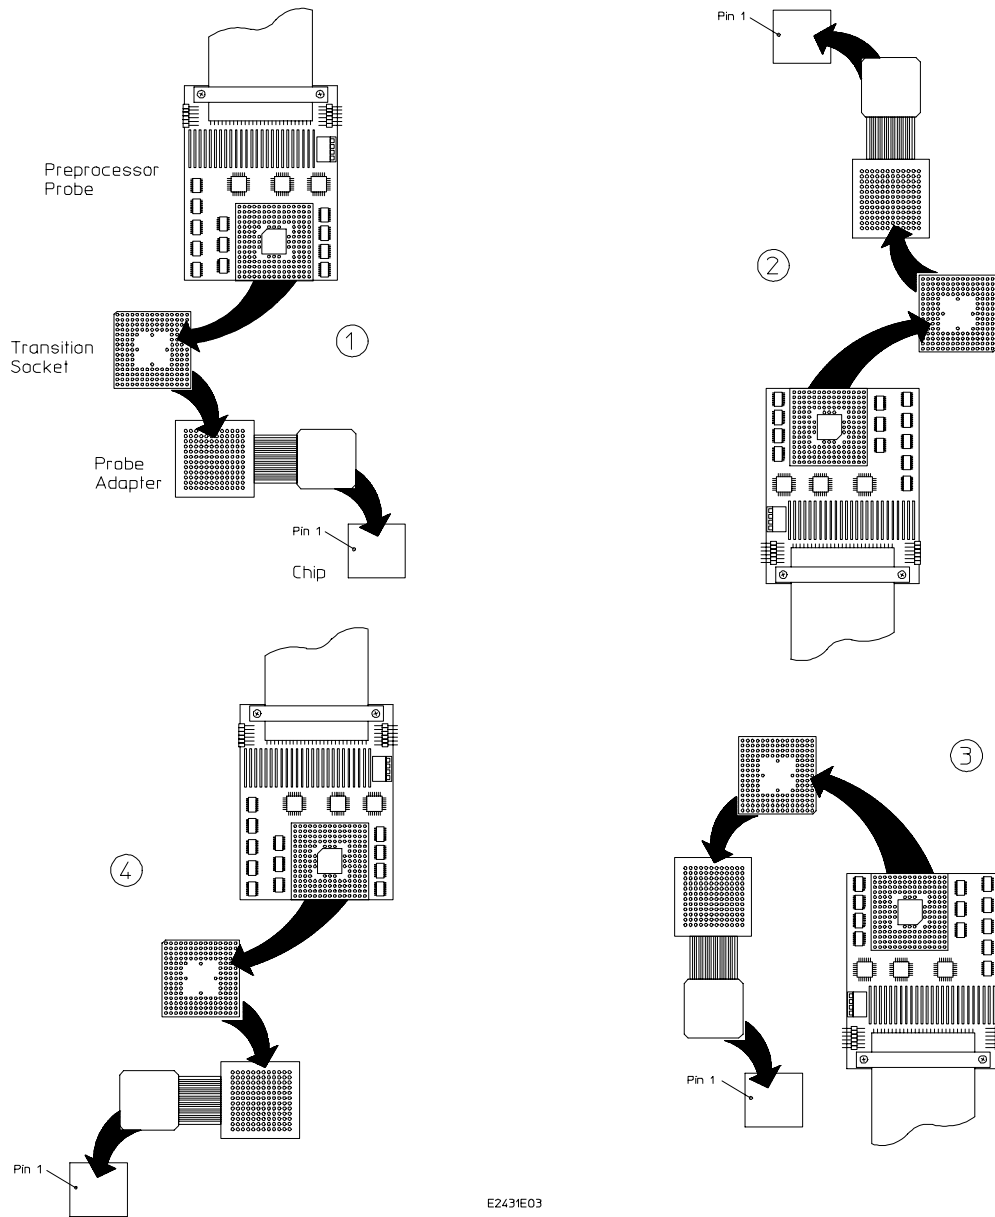 Pin 1
Preprocessor
Probe
2
1
Transition
Socket
Probe
Adapter
Pin 1
Chip
3
4
Pin 1
Pin 1
E2431E03